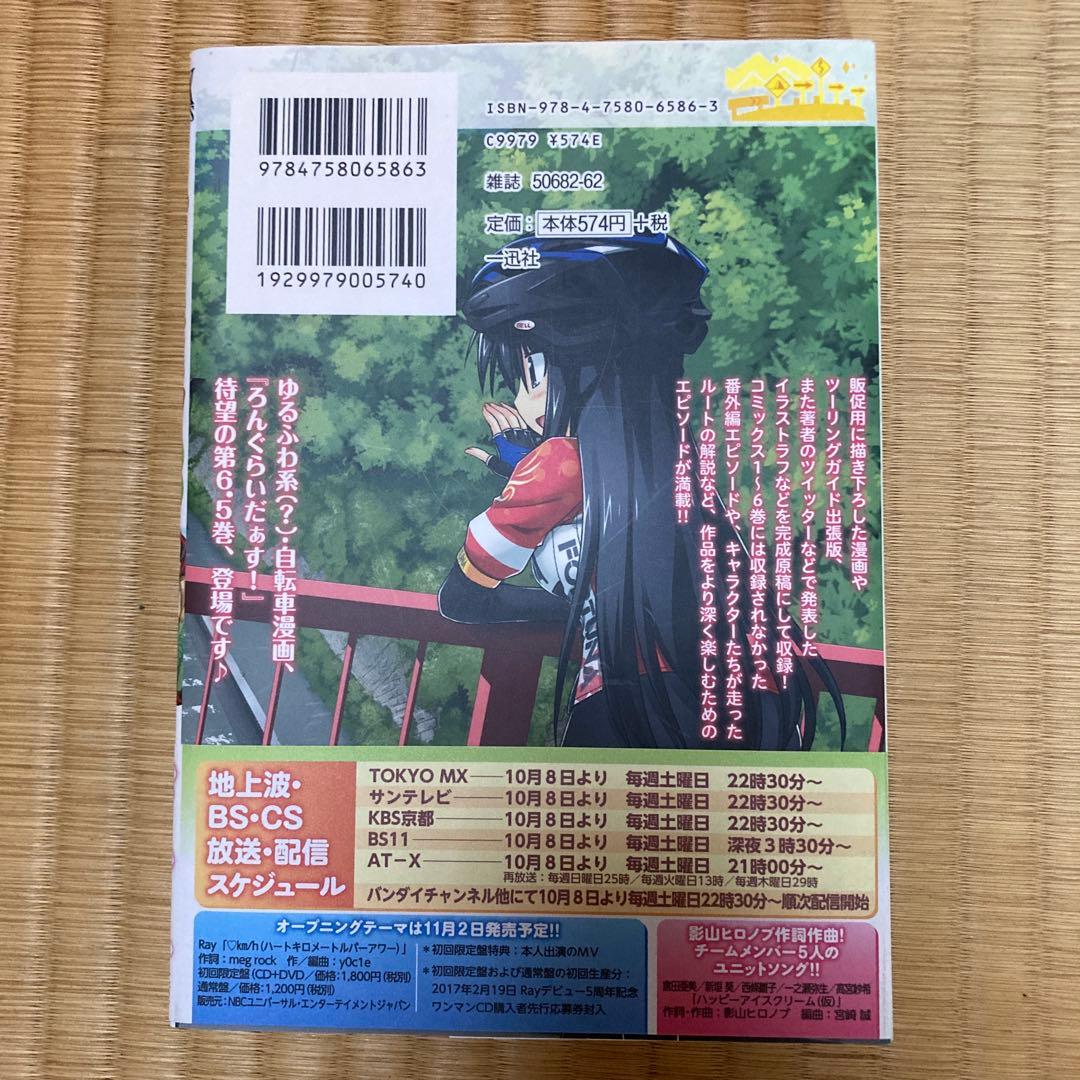 9784758065863
1929979005740
ISBN-978-4-7580-6586-3
C9979 ¥574E
雑誌 50682-62
定価：本体574円+税
一迅社
BELL
販促用に描き下ろした漫画や
ツーリングガイド出張版、
また著者のツイッターなどで発表した
イラストラフなどを完成原稿にして収録！
コミックス1〜6巻には収録されなかった
番外編エピソードや、キャラクターたちが走った
ルートの解説など、作品をより深く楽しむための
エピソードが満載!!
ゆるふわ系(？)・自転車漫画、
『ろんぐらいだぁす！』
待望の第6.5巻、登場です♪
FORTUNA
地上波・
BS・CS
放送・配信
スケジュール
TOKYO MX――10月8日より 毎週土曜日 22時30分〜
サンテレビ――10月8日より 毎週土曜日 22時30分〜
KBS京都――10月8日より 毎週土曜日 22時30分〜
BS11――10月8日より 毎週土曜日 深夜3時30分〜
AT-X――10月8日より 毎週土曜日 21時00分〜
再放送：毎週日曜日25時／毎週火曜日13時／毎週木曜日29時
バンダイチャンネル他にて10月8日より毎週土曜日22時30分〜順次配信開始
オープニングテーマは11月2日発売予定!!
Ray「♡km/h(ハートキロメートルパーアワー)」
作詞：meg rock 作/編曲：y0c1e
初回限定盤(CD+DVD／価格：1,800円(税別)
通常盤／価格：1,200円(税別)
販売元：NBCユニバーサル・エンターテイメントジャパン
＊初回限定盤特典：本人出演のMV
＊初回限定盤および通常盤の初回生産分：
2017年2月19日 Rayデビュー5周年記念
ワンマンCD購入者先行応募券封入
影山ヒロノブ作詞作曲!
チームメンバー5人の
ユニットソング!!
倉田亜美／新垣葵／西條雛子／一之瀬弥生／高宮紗希
「ハッピーアイスクリーム(仮)」
作詞・作曲：影山ヒロノブ 編曲：宮崎 誠